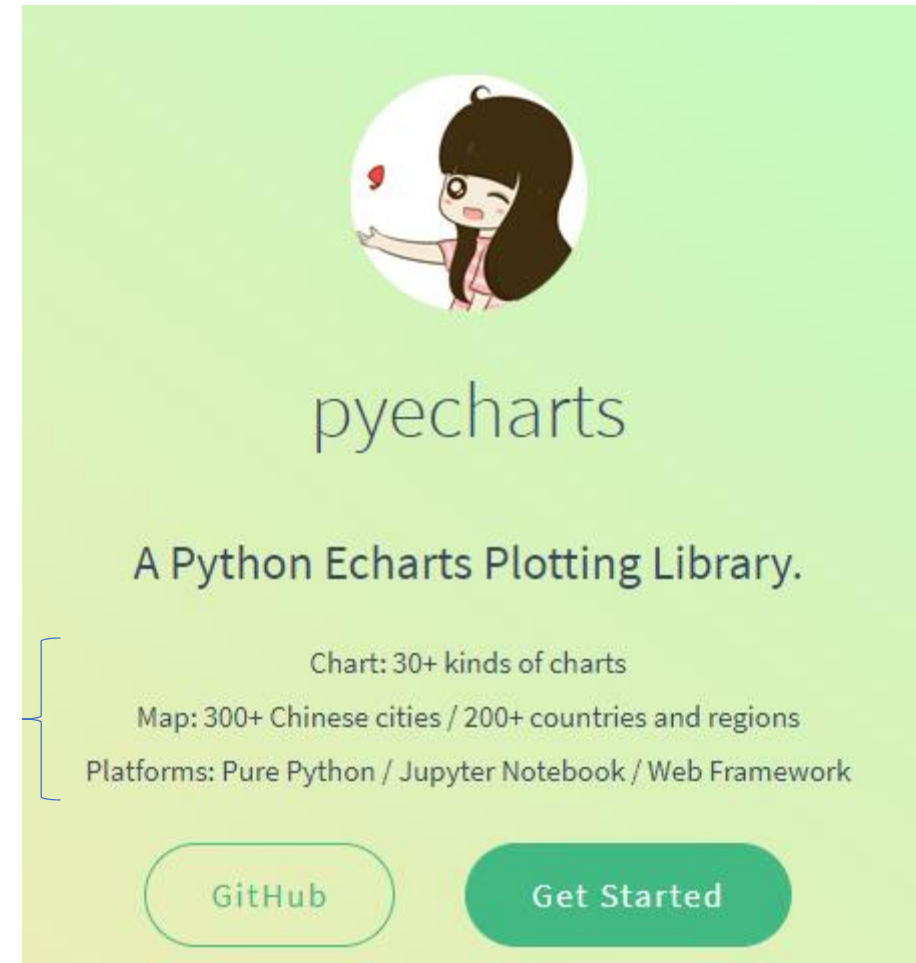 pyecharts
A Python Echarts Plotting Library.
Chart: 30+ kinds of charts
Map: 300+ Chinese cities / 200+ countries and regions
Platforms: Pure Python / Jupyter Notebook / Web Framework
GitHub
Get Started